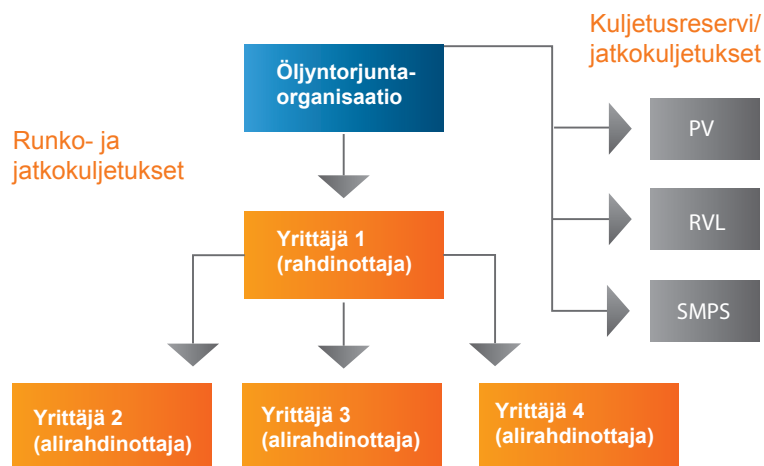 Kuljetusreservi/
jatkokuljetukset
Öljyntorjunta-
organisaatio
PV
Runko- ja
jatkokuljetukset
Yrittäjä 1
(rahdinottaja)
RVL
SMPS
Yrittäjä 2
(alirahdinottaja)
Yrittäjä 3
(alirahdinottaja)
Yrittäjä 4
(alirahdinottaja)